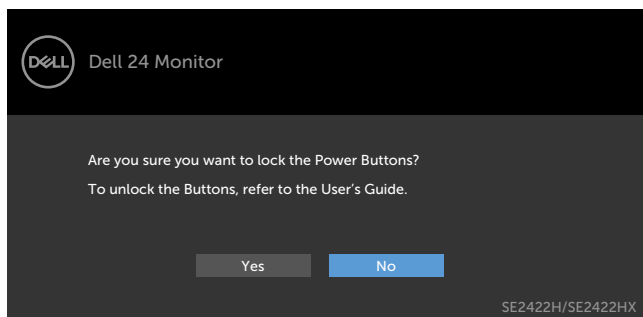 DELL
Dell 24 Monitor
Are you sure you want to lock the Power Buttons?
To unlock the Buttons, refer to the User's Guide.
Yes No
SE2422H/SE2422HX